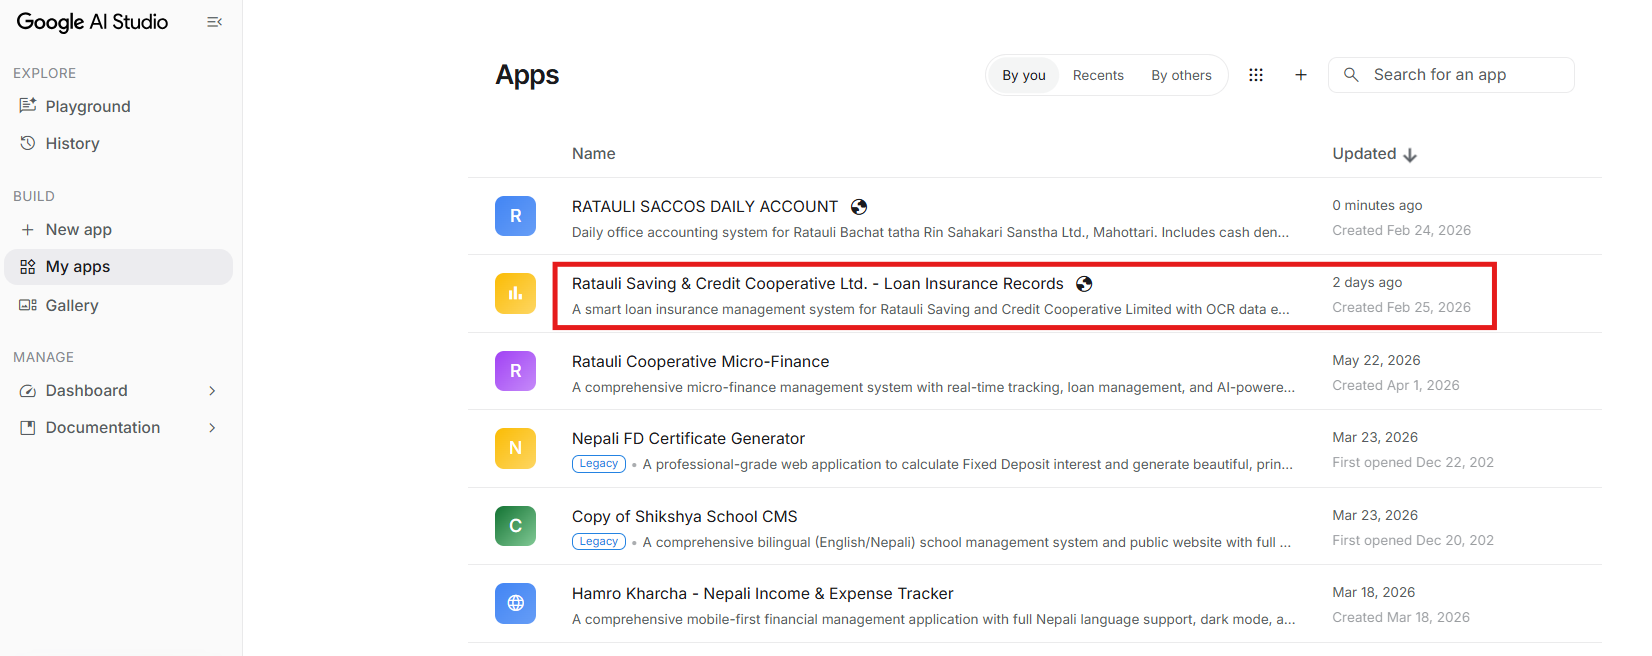 Google AI Studio
EXPLORE
Playground
History
BUILD
New app
My apps
Gallery
MANAGE
Dashboard
Documentation
Apps
By you Recents By others
Search for an app
Name Updated
R RATAULI SACCOS DAILY ACCOUNT 0 minutes ago
Daily office accounting system for Ratauli Bachat tatha Rin Sahakari Sanstha Ltd., Mahottari. Includes cash den... Created Feb 24, 2026
Ratauli Saving & Credit Cooperative Ltd. - Loan Insurance Records 2 days ago
A smart loan insurance management system for Ratauli Saving and Credit Cooperative Limited with OCR data e... Created Feb 25, 2026
R Ratauli Cooperative Micro-Finance May 22, 2026
A comprehensive micro-finance management system with real-time tracking, loan management, and AI-powere... Created Apr 1, 2026
N Nepali FD Certificate Generator Mar 23, 2026
Legacy • A professional-grade web application to calculate Fixed Deposit interest and generate beautiful, prin... First opened Dec 22, 202
C Copy of Shikshya School CMS Mar 23, 2026
Legacy • A comprehensive bilingual (English/Nepali) school management system and public website with full ... First opened Dec 20, 202
Hamro Kharcha - Nepali Income & Expense Tracker Mar 18, 2026
A comprehensive mobile-first financial management application with full Nepali language support, dark mode, a... Created Mar 18, 2026